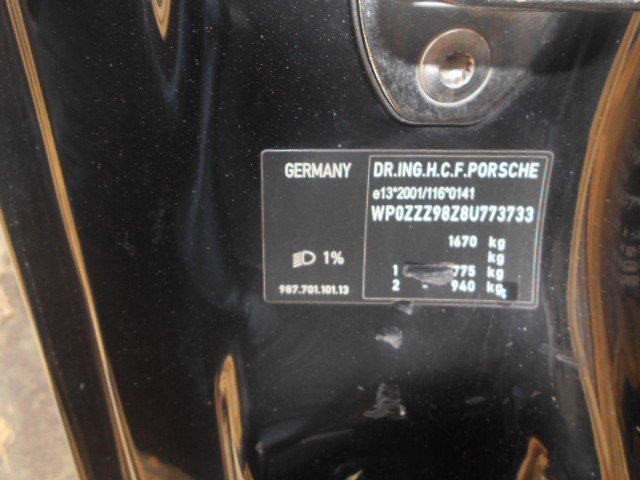 GERMANY
DR.ING.H.C.F.PORSCHE
e13*2001/116*0141
WP0ZZZ98Z8U773733
1670 kg
kg
1% 1 775 kg
2 - 940 kg
987.701.101.13